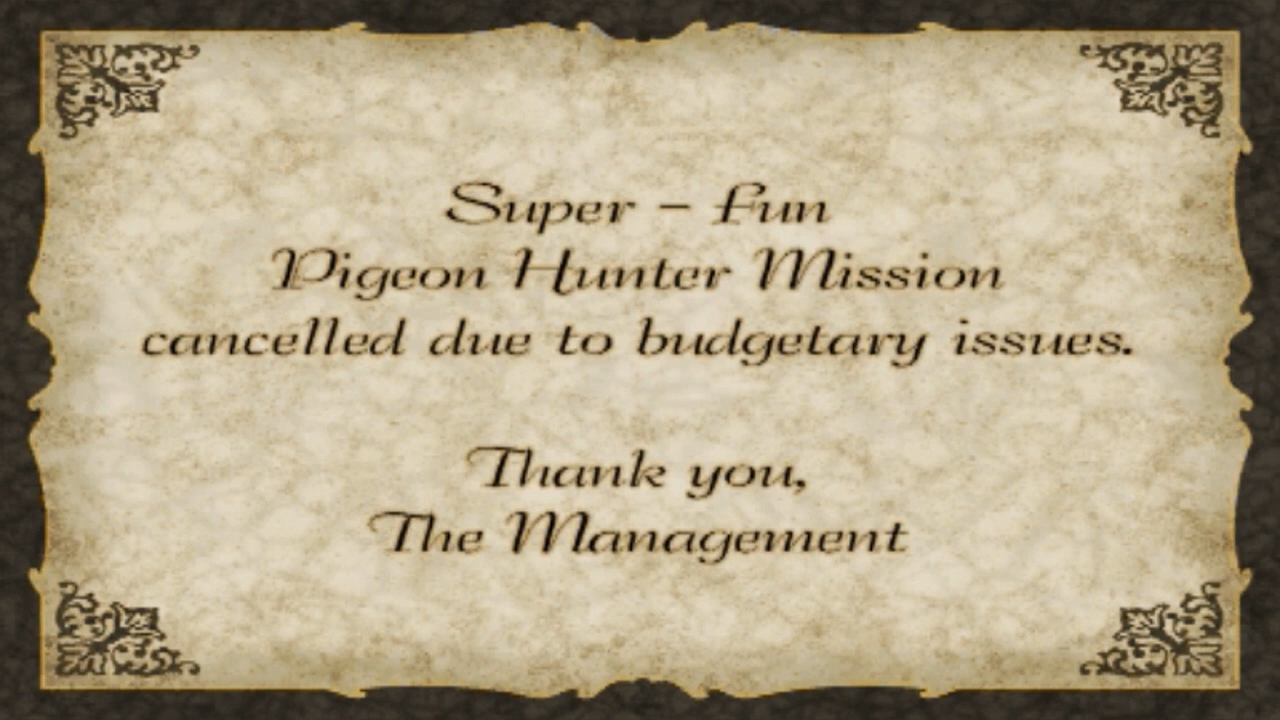 Super - Fun
Pigeon Hunter Mission
cancelled due to budgetary issues.
Thank you,
The Management